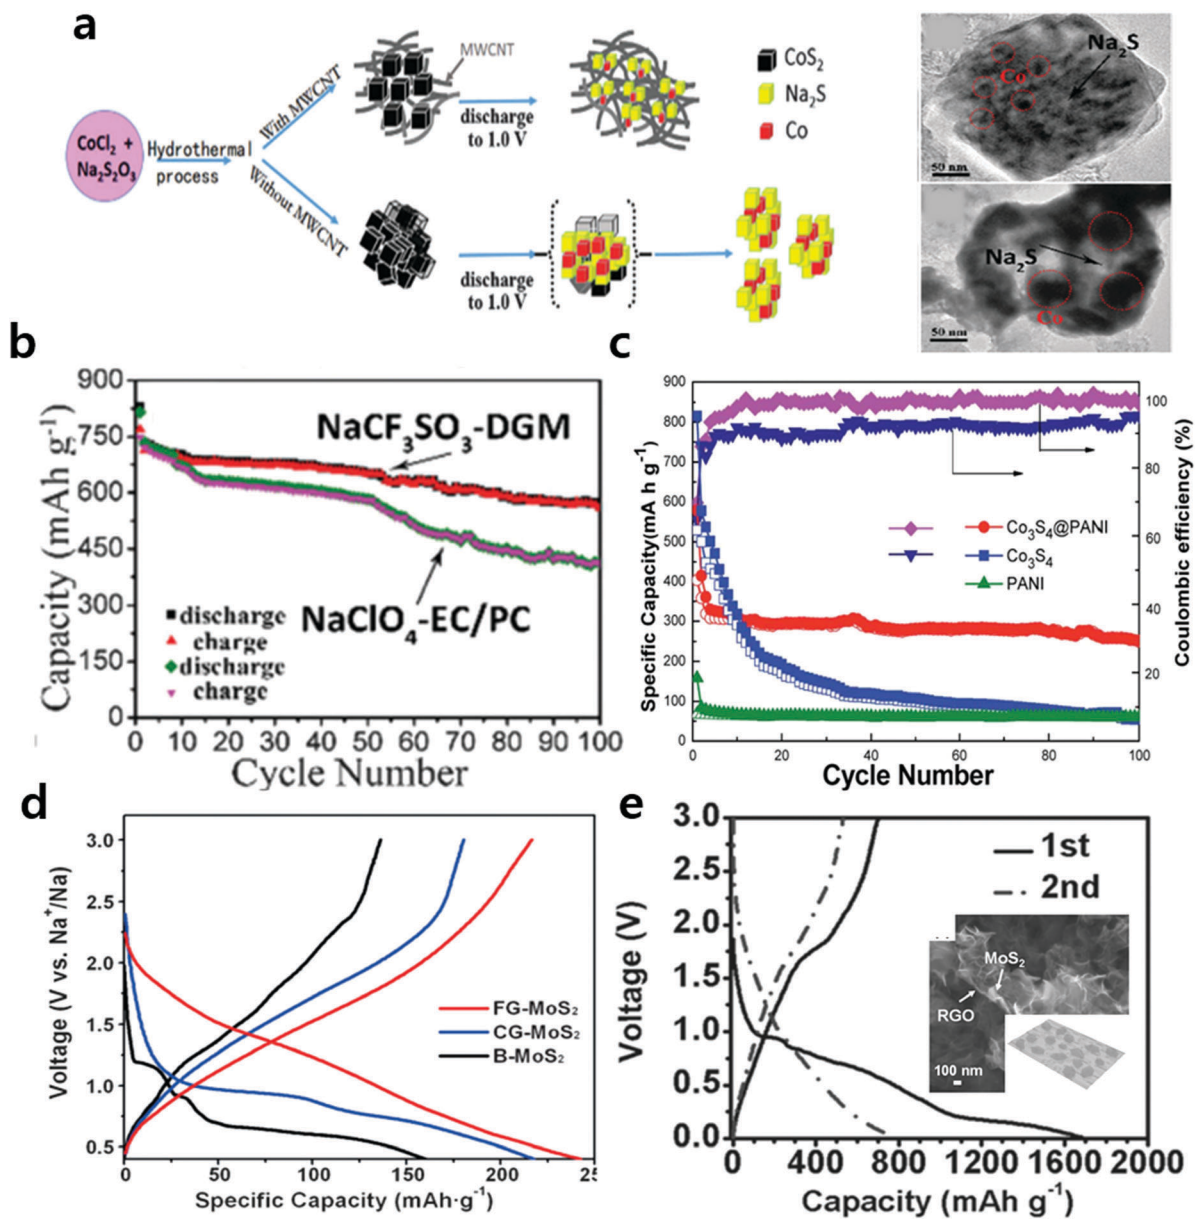 a
CoCl2 +
Na2S2O3
Hydrothermal
process
With MWCNT
Without MWCNT
MWCNT
discharge
to 1.0 V
discharge
to 1.0 V
CoS2
Na2S
Co
Na2S
Co
50 nm
Na2S
Co
50 nm
b
900
750
600
450
300
150
0
Capacity (mAh g-1)
NaCF3SO3-DGM
NaClO4-EC/PC
discharge
charge
discharge
charge
0 10 20 30 40 50 60 70 80 90 100
Cycle Number
c
900
800
700
600
500
400
300
200
100
0
Specific Capacity(mA h g-1)
Co3S4@PANI
Co3S4
PANI
100
80
60
40
20
Coulombic efficiency (%)
0 20 40 60 80 100
Cycle Number
d
3.0
2.5
2.0
1.5
1.0
0.5
Voltage (V vs. Na+/Na)
FG-MoS2
CG-MoS2
B-MoS2
0 50 100 150 200 25
Specific Capacity (mAh·g-1)
e
3.0
2.5
2.0
1.5
1.0
0.5
0.0
Voltage (V)
1st
2nd
MoS2
RGO
100 nm
0 400 800 1200 1600 2000
Capacity (mAh g-1)